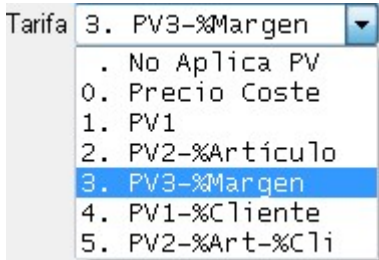 Tarifa 3. PV3-%Margen
. No Aplica PV
0. Precio Coste
1. PV1
2. PV2-%Artículo
3. PV3-%Margen
4. PV1-%Cliente
5. PV2-%Art-%Cli